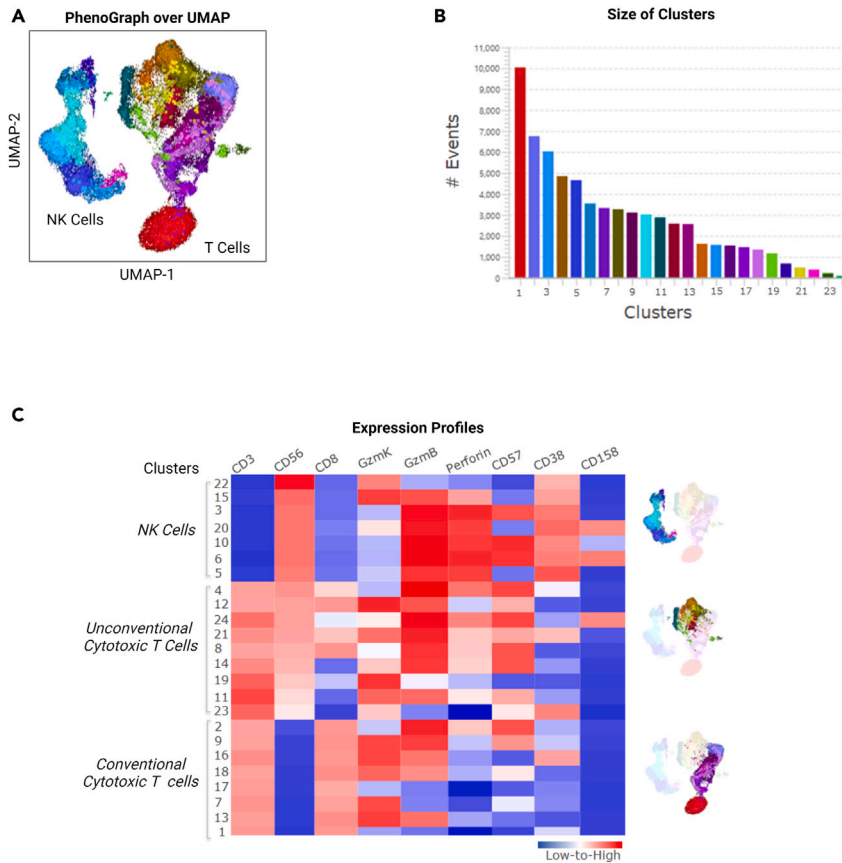 A
PhenoGraph over UMAP
UMAP-2
NK Cells
T Cells
UMAP-1
B
Size of Clusters
# Events
11,000
10,000
9,000
8,000
7,000
6,000
5,000
4,000
3,000
2,000
1,000
0
1 3 5 7 9 11 13 15 17 19 21 23
Clusters
C
Expression Profiles
Clusters CD3 CD56 CD8 GzmK GzmB Perforin CD57 CD38 CD158
22
15
3
NK Cells
20
10
6
5
4
12
24
Unconventional
Cytotoxic T Cells
21
8
14
19
11
23
2
9
16
Conventional
Cytotoxic T cells
18
17
7
13
1
Low-to-High